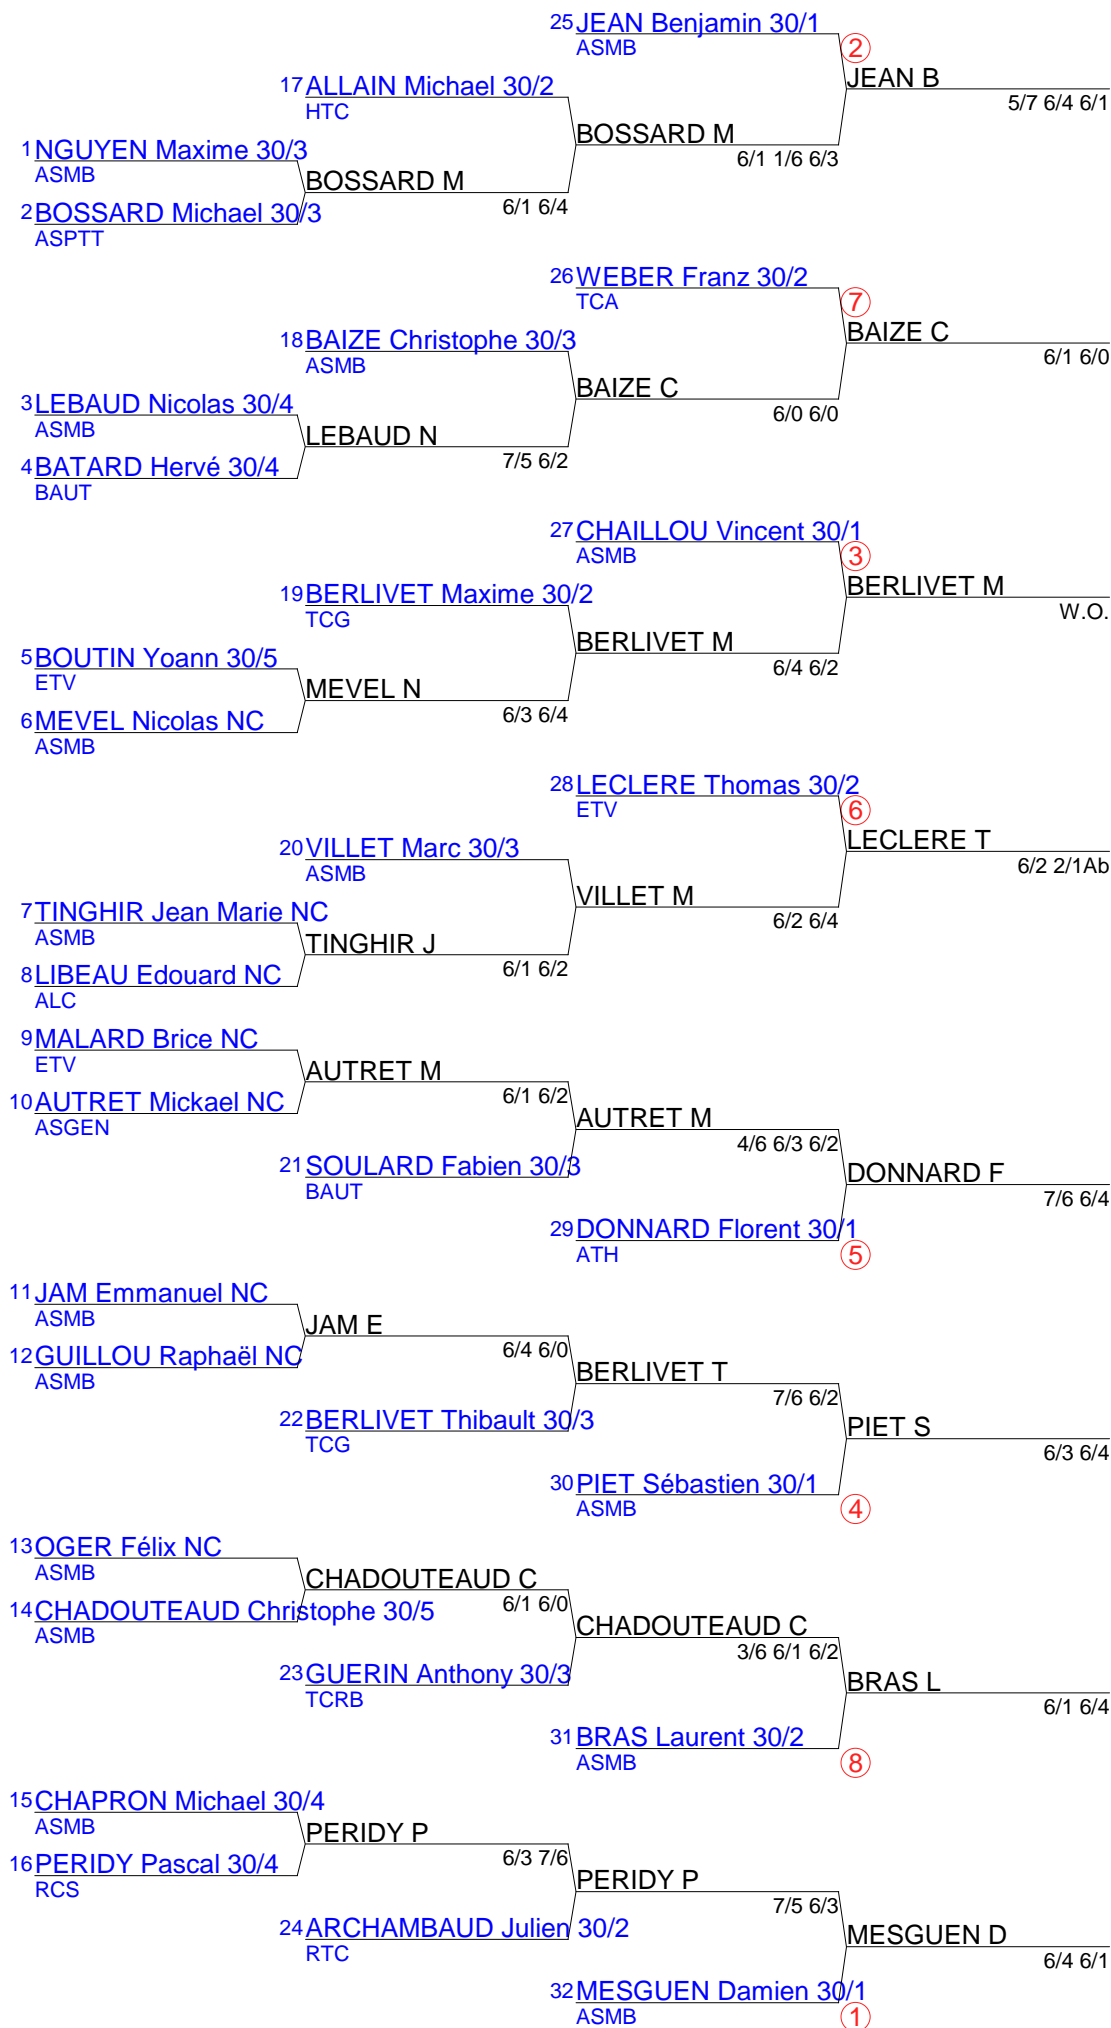 25 JEAN Benjamin 30/1
ASMB
2
17 ALLAIN Michael 30/2
HTC
JEAN B
5/7 6/4 6/1
BOSSARD M
6/1 1/6 6/3
1 NGUYEN Maxime 30/3
ASMB
BOSSARD M
6/1 6/4
2 BOSSARD Michael 30/3
ASPTT
26 WEBER Franz 30/2
TCA
7
BAIZE C
6/1 6/0
18 BAIZE Christophe 30/3
ASMB
BAIZE C
6/0 6/0
3 LEBAUD Nicolas 30/4
ASMB
LEBAUD N
7/5 6/2
4 BATARD Hervé 30/4
BAUT
27 CHAILLOU Vincent 30/1
ASMB
3
BERLIVET M
W.O.
19 BERLIVET Maxime 30/2
TCG
BERLIVET M
6/4 6/2
5 BOUTIN Yoann 30/5
ETV
MEVEL N
6/3 6/4
6 MEVEL Nicolas NC
ASMB
28 LECLERE Thomas 30/2
ETV
6
LECLERE T
6/2 2/1Ab
20 VILLET Marc 30/3
ASMB
VILLET M
6/2 6/4
7 TINGHIR Jean Marie NC
ASMB
TINGHIR J
6/1 6/2
8 LIBEAU Edouard NC
ALC
9 MALARD Brice NC
ETV
AUTRET M
6/1 6/2
10 AUTRET Mickael NC
ASGEN
AUTRET M
4/6 6/3 6/2
21 SOULARD Fabien 30/3
BAUT
DONNARD F
7/6 6/4
29 DONNARD Florent 30/1
ATH
5
11 JAM Emmanuel NC
ASMB
JAM E
6/4 6/0
12 GUILLOU Raphaël NC
ASMB
BERLIVET T
7/6 6/2
22 BERLIVET Thibault 30/3
TCG
PIET S
6/3 6/4
30 PIET Sébastien 30/1
ASMB
4
13 OGER Félix NC
ASMB
CHADOUTEAUD C
6/1 6/0
14 CHADOUTEAUD Christophe 30/5
ASMB
CHADOUTEAUD C
3/6 6/1 6/2
23 GUERIN Anthony 30/3
TCRB
BRAS L
6/1 6/4
31 BRAS Laurent 30/2
ASMB
8
15 CHAPRON Michael 30/4
ASMB
PERIDY P
6/3 7/6
16 PERIDY Pascal 30/4
RCS
PERIDY P
7/5 6/3
24 ARCHAMBAUD Julien 30/2
RTC
MESGUEN D
6/4 6/1
32 MESGUEN Damien 30/1
ASMB
1